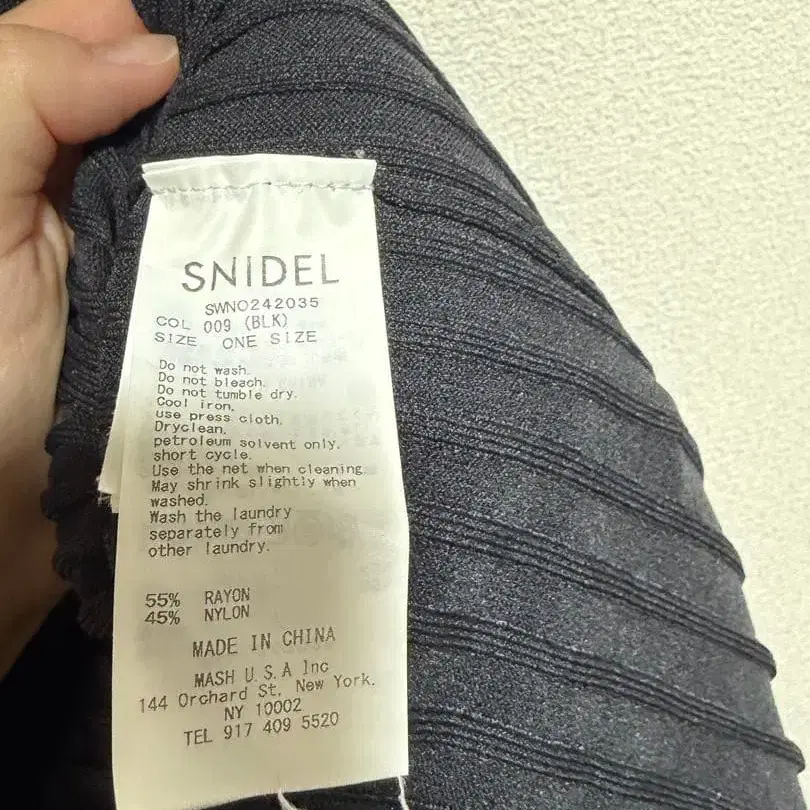 SNIDEL
SWNO242035
COL 009 (BLK)
SIZE ONE SIZE
Do not wash.
Do not bleach.
Do not tumble dry.
Cool iron,
use press cloth.
Dryclean,
petroleum solvent only,
short cycle.
Use the net when cleaning.
May shrink slightly when
washed.
Wash the laundry
separately from
other laundry.
55% RAYON
45% NYLON
MADE IN CHINA
MASH U.S.A Inc
144 Orchard St, New York.
NY 10002
TEL 917 409 5520